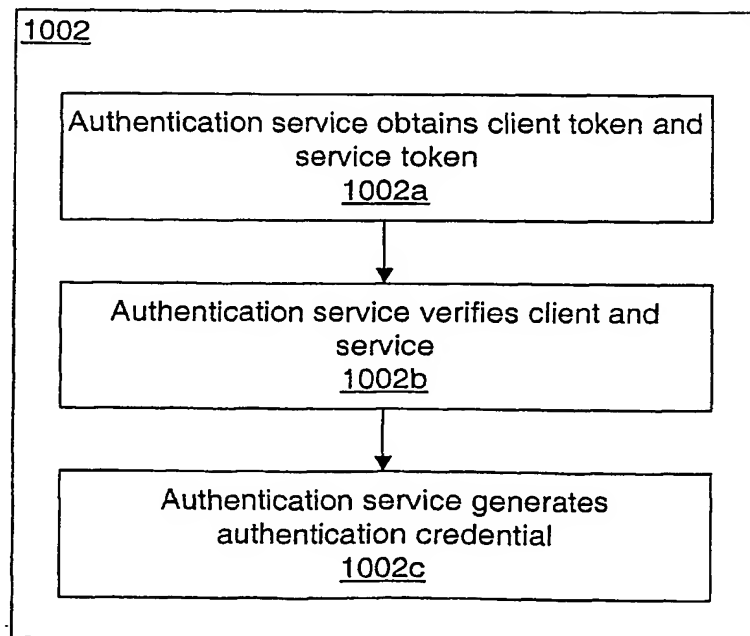 1002
Authentication service obtains client token and
service token
1002a
Authentication service verifies client and
service
1002b
Authentication service generates
authentication credential
1002c